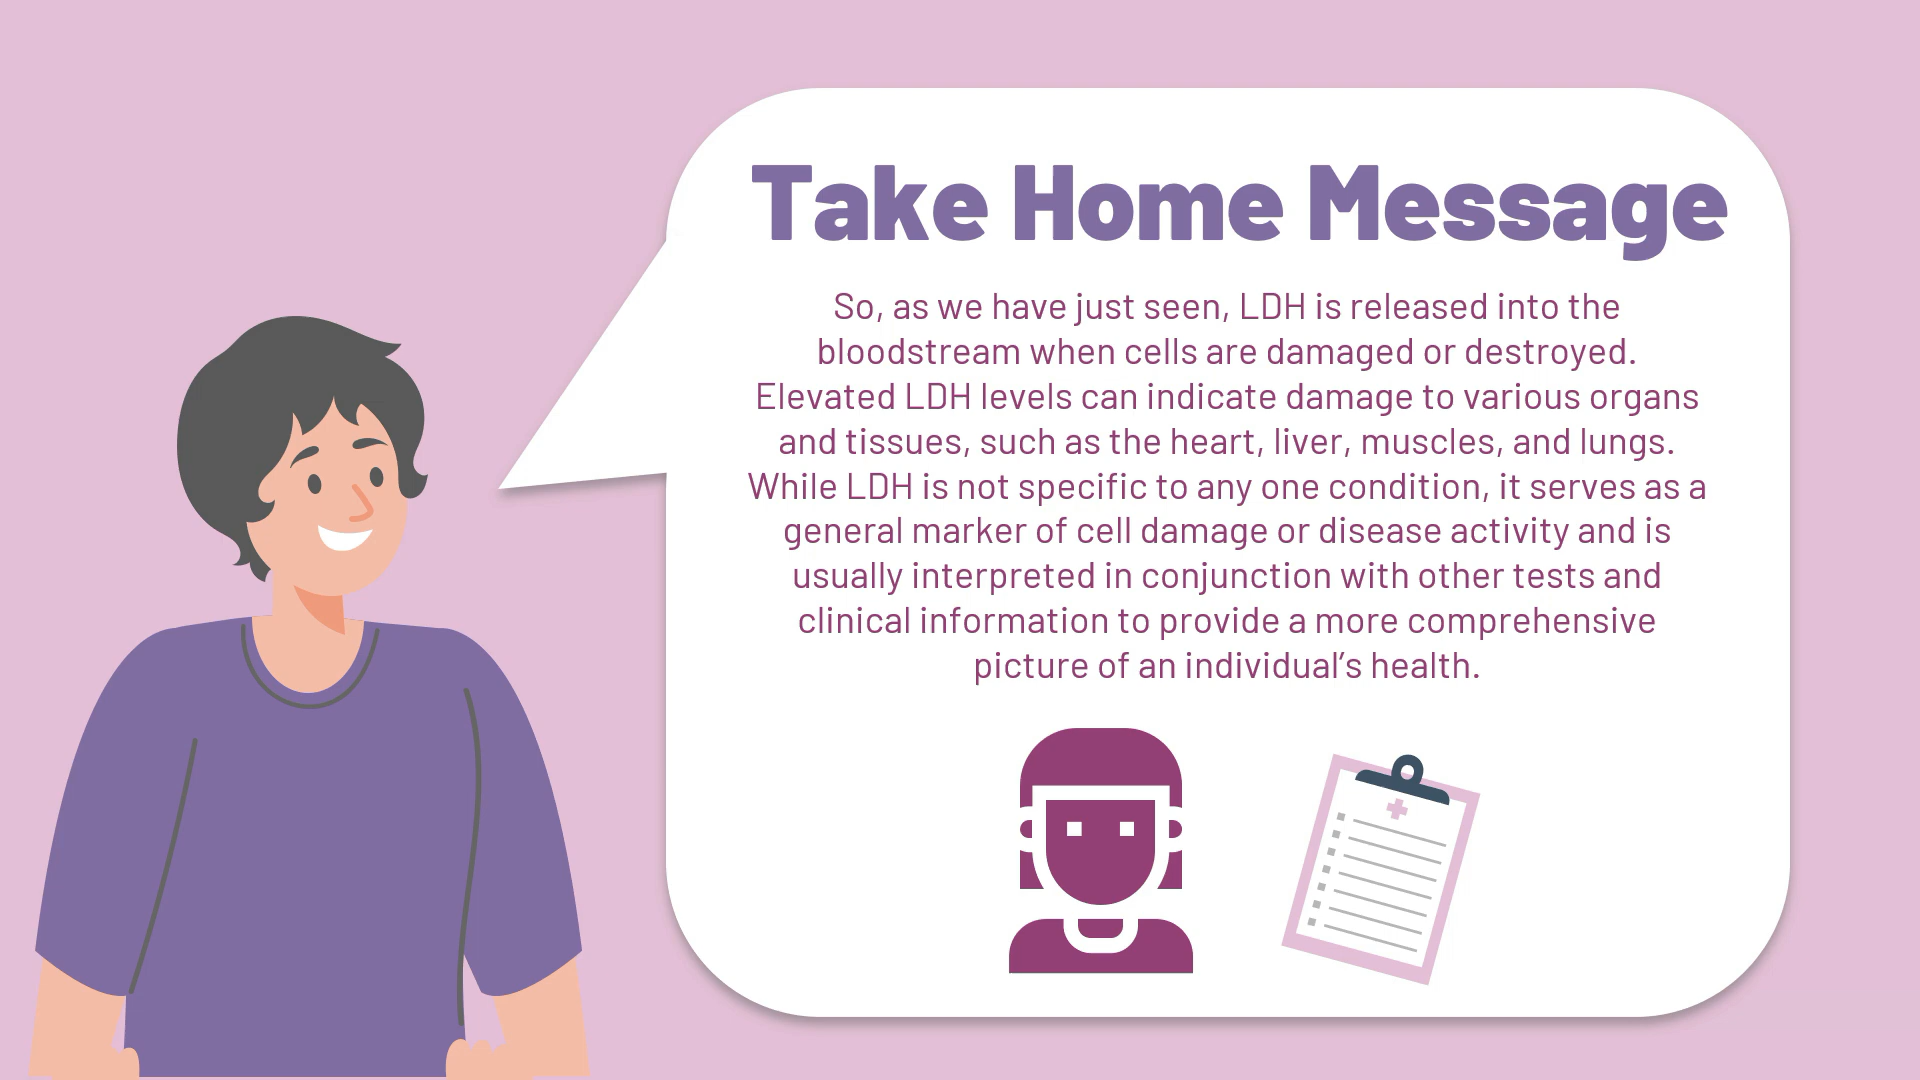 Take Home Message
So, as we have just seen, LDH is released into the
bloodstream when cells are damaged or destroyed.
Elevated LDH levels can indicate damage to various organs
and tissues, such as the heart, liver, muscles, and lungs.
While LDH is not specific to any one condition, it serves as a
general marker of cell damage or disease activity and is
usually interpreted in conjunction with other tests and
clinical information to provide a more comprehensive
picture of an individual’s health.